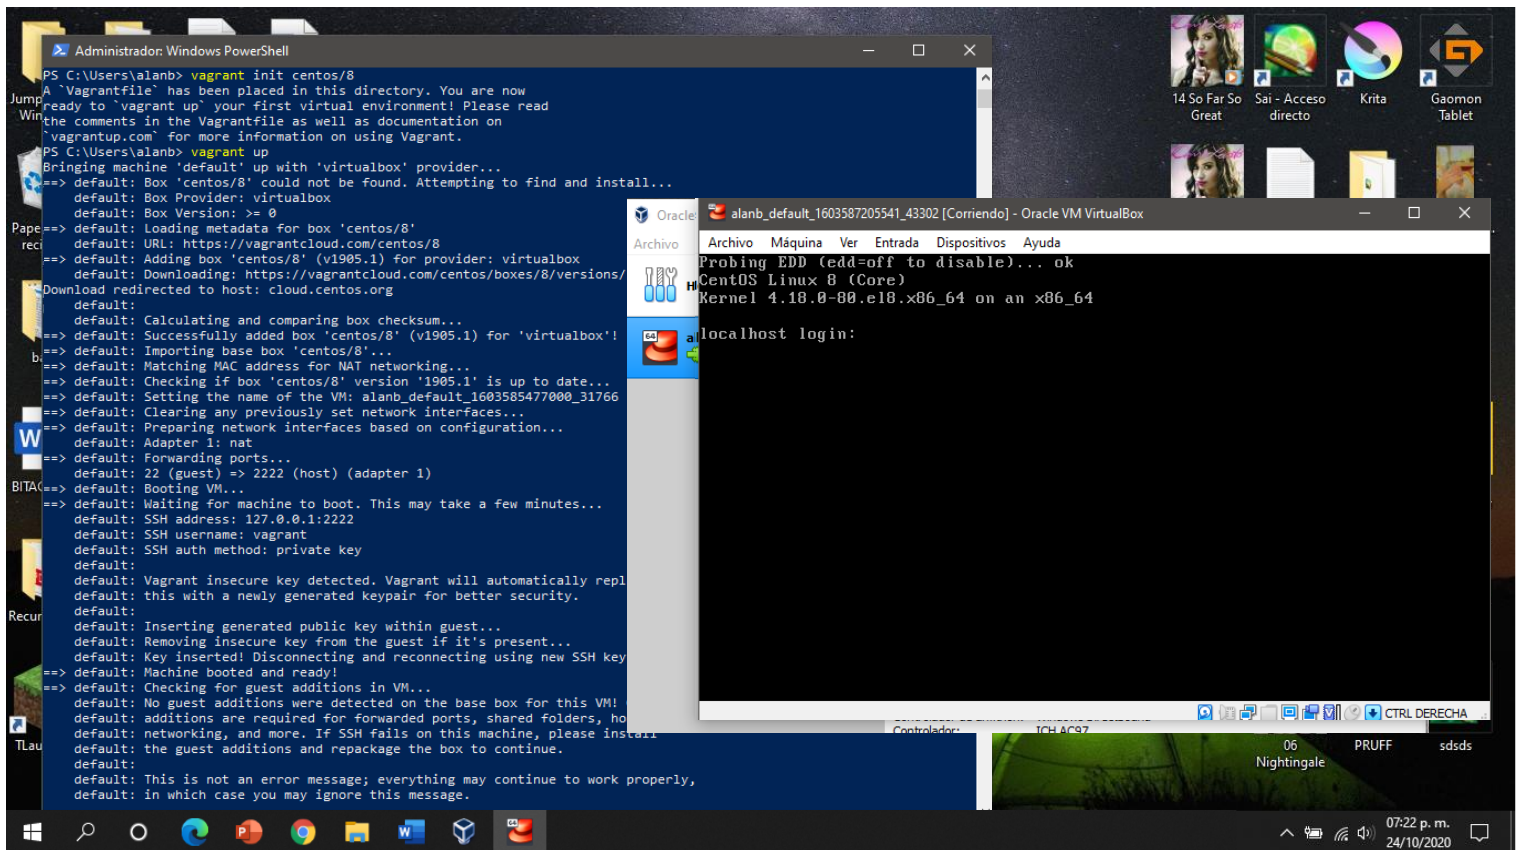 Administrador: Windows PowerShell
PS C:\Users\alanb> vagrant init centos/8
A `Vagrantfile` has been placed in this directory. You are now
ready to `vagrant up` your first virtual environment! Please read
the comments in the Vagrantfile as well as documentation on
`vagrantup.com` for more information on using Vagrant.
PS C:\Users\alanb> vagrant up
Bringing machine 'default' up with 'virtualbox' provider...
==> default: Box 'centos/8' could not be found. Attempting to find and install...
default: Box Provider: virtualbox
default: Box Version: >= 0
==> default: Loading metadata for box 'centos/8'
default: URL: https://vagrantcloud.com/centos/8
==> default: Adding box 'centos/8' (v1905.1) for provider: virtualbox
default: Downloading: https://vagrantcloud.com/centos/boxes/8/versions/
Download redirected to host: cloud.centos.org
default:
default: Calculating and comparing box checksum...
==> default: Successfully added box 'centos/8' (v1905.1) for 'virtualbox'!
==> default: Importing base box 'centos/8'...
==> default: Matching MAC address for NAT networking...
==> default: Checking if box 'centos/8' version '1905.1' is up to date...
==> default: Setting the name of the VM: alanb_default_1603585477000_31766
==> default: Clearing any previously set network interfaces...
==> default: Preparing network interfaces based on configuration...
default: Adapter 1: nat
==> default: Forwarding ports...
default: 22 (guest) => 2222 (host) (adapter 1)
==> default: Booting VM...
==> default: Waiting for machine to boot. This may take a few minutes...
default: SSH address: 127.0.0.1:2222
default: SSH username: vagrant
default: SSH auth method: private key
default:
default: Vagrant insecure key detected. Vagrant will automatically repl
default: this with a newly generated keypair for better security.
default:
default: Inserting generated public key within guest...
default: Removing insecure key from the guest if it's present...
default: Key inserted! Disconnecting and reconnecting using new SSH key
==> default: Machine booted and ready!
==> default: Checking for guest additions in VM...
default: No guest additions were detected on the base box for this VM!
default: additions are required for forwarded ports, shared folders, ho
default: networking, and more. If SSH fails on this machine, please install
default: the guest additions and repackage the box to continue.
default:
default: This is not an error message; everything may continue to work properly,
default: in which case you may ignore this message.
Oracle
Archivo
alanb_default_1603587205541_43302 [Corriendo] - Oracle VM VirtualBox
Archivo Máquina Ver Entrada Dispositivos Ayuda
Probing EDD (edd=off to disable)... ok
CentOS Linux 8 (Core)
Kernel 4.18.0-80.el8.x86_64 on an x86_64
localhost login:
CTRL DERECHA
Controlador: ICH AC97
Jump
Win
Pape
reci
BITAC
Recur
TLau
14 So Far So
Great
Sai - Acceso
directo
Krita
Gaomon
Tablet
06
Nightingale
PRUFF
sdsds
07:22 p. m.
24/10/2020